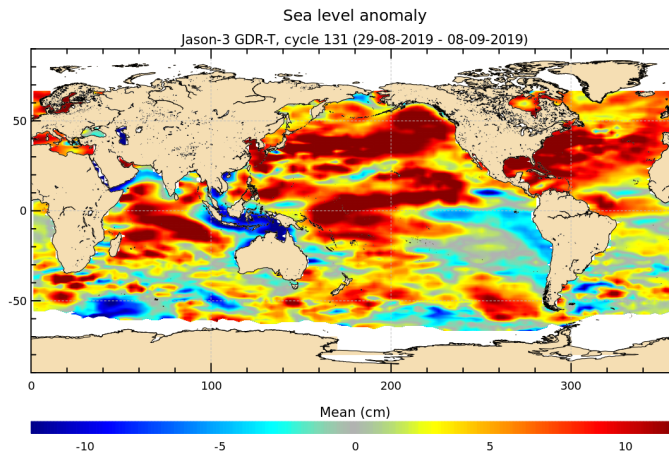 Sea level anomaly
Jason-3 GDR-T, cycle 131 (29-08-2019 - 08-09-2019)
50
0
-50
0 100 200 300
Mean (cm)
-10 -5 0 5 10